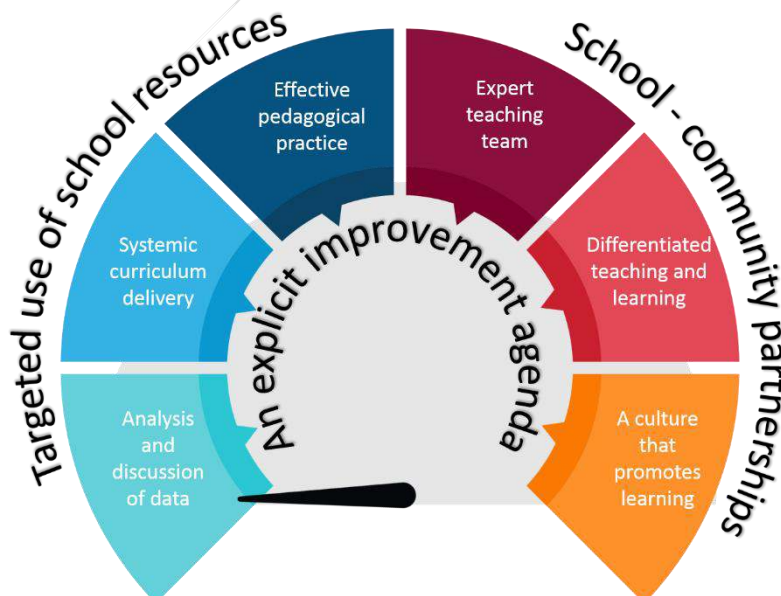 Targeted use of school resources
School - community partnerships
An explicit improvement agenda
Analysis
and
discussion
of data
Systemic
curriculum
delivery
Effective
pedagogical
practice
Expert
teaching
team
Differentiated
teaching and
learning
A culture
that
promotes
learning